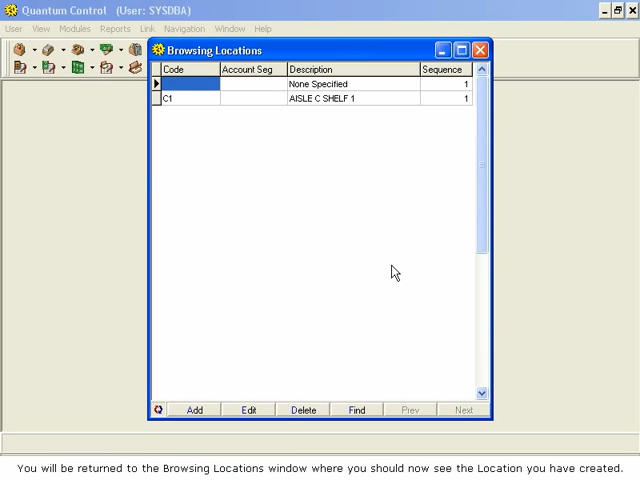 Quantum Control (User: SYSDBA)
User View Modules Reports Link Navigation Window Help
Browsing Locations
Code Account Seg Description Sequence
None Specified 1
C1 AISLE C SHELF 1 1
Add Edit Delete Find Prev Next
You will be returned to the Browsing Locations window where you should now see the Location you have created.